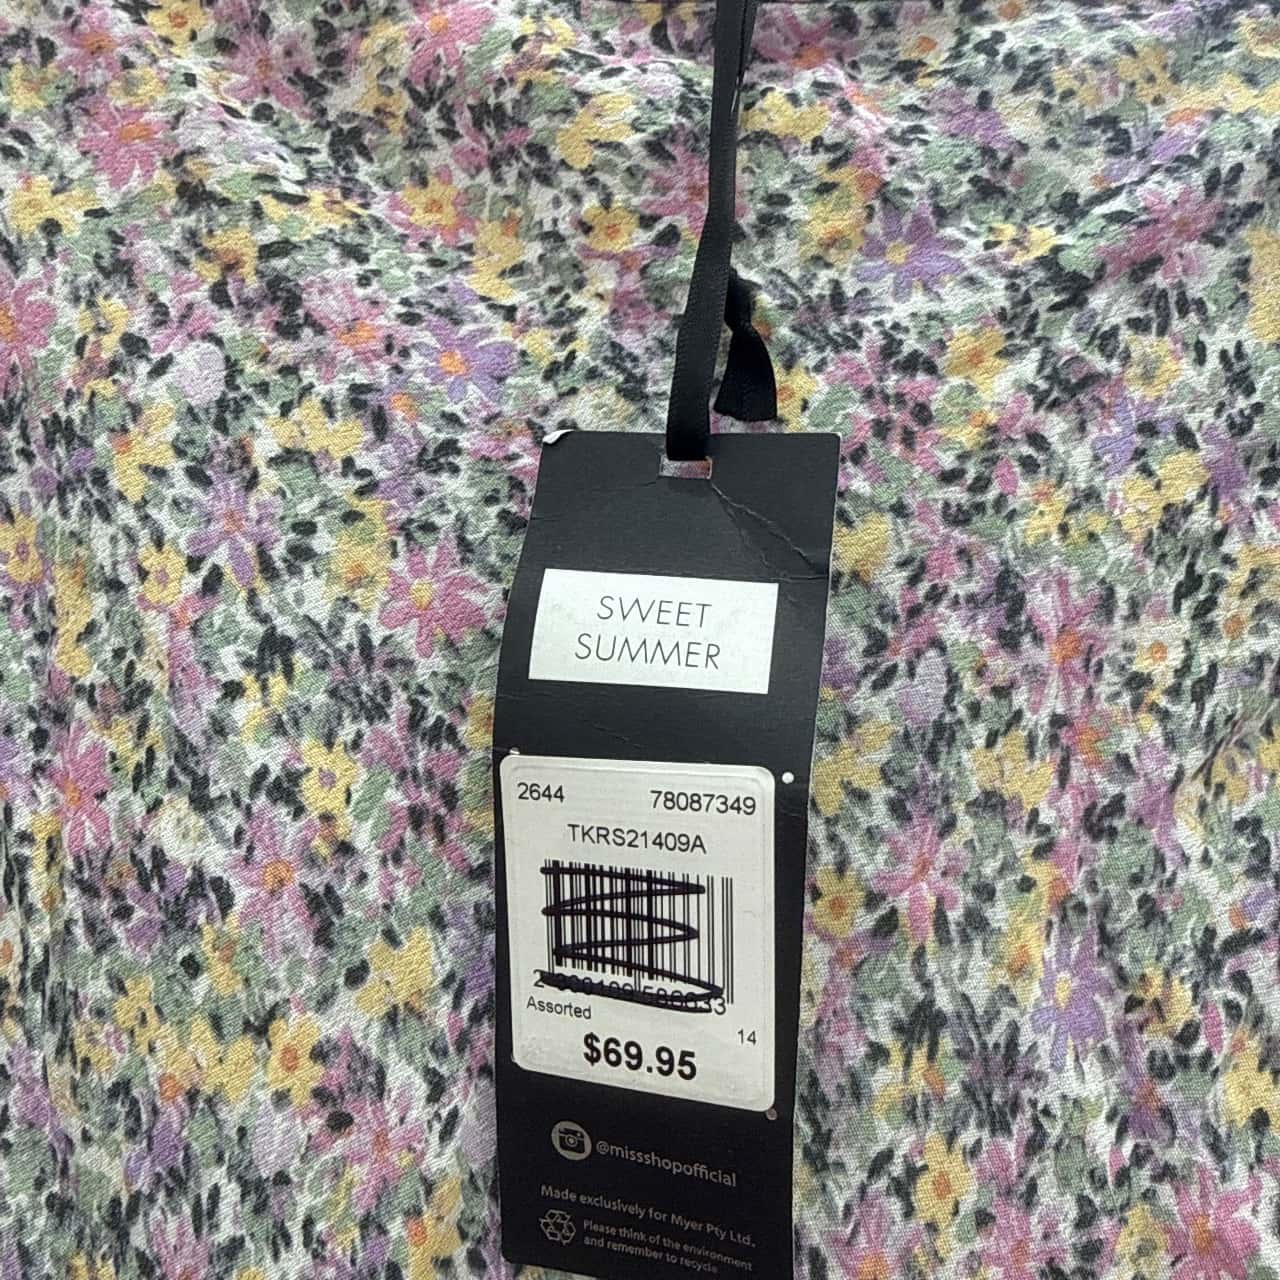 SWEET
SUMMER
2644 78087349
TKRS21409A
Assorted
14
$69.95
@missshopofficial
Made exclusively for Myer Pty Ltd.
Please think of the environment
and remember to recycle